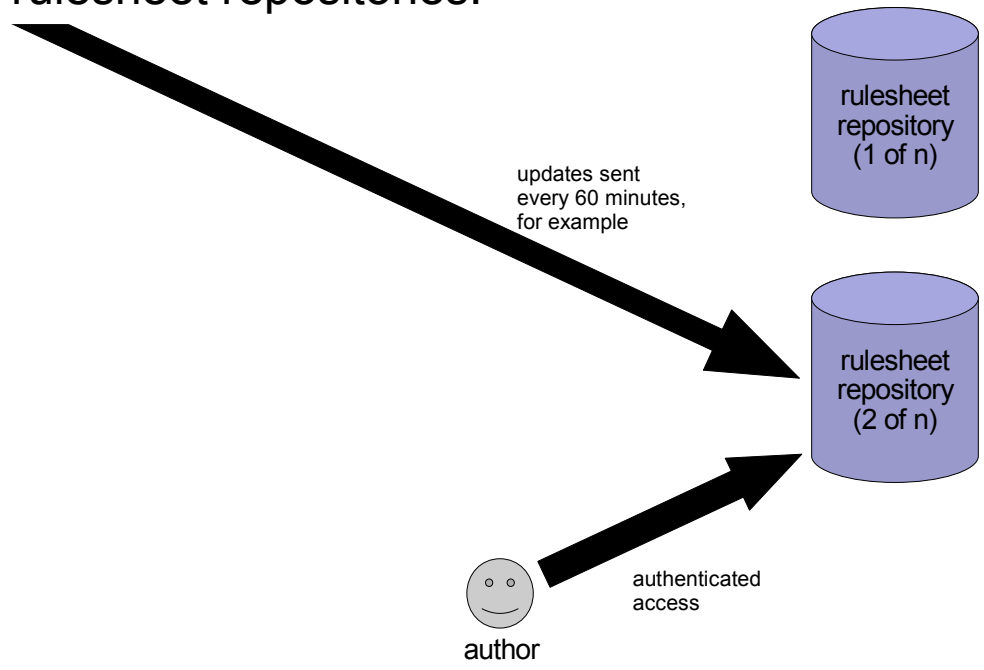 rulesheet repositories.
rulesheet
repository
(1 of n)
updates sent
every 60 minutes,
for example
rulesheet
repository
(2 of n)
authenticated
access
author